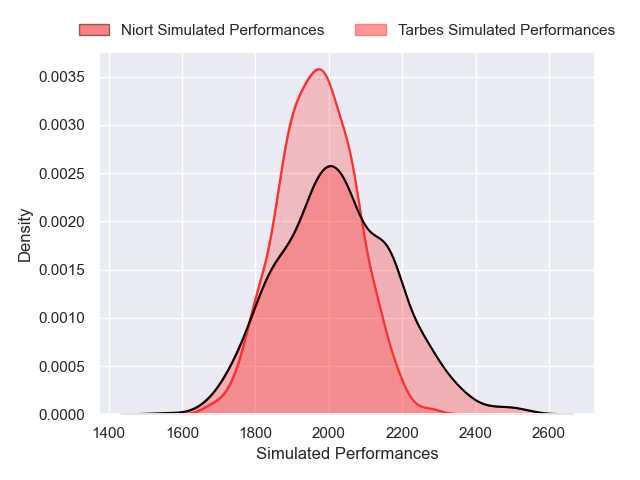 Niort Simulated Performances Tarbes Simulated Performances
0.0035
0.0030
0.0025
0.0020
0.0015
0.0010
0.0005
0.0000
Density
1400 1600 1800 2000 2200 2400 2600
Simulated Performances